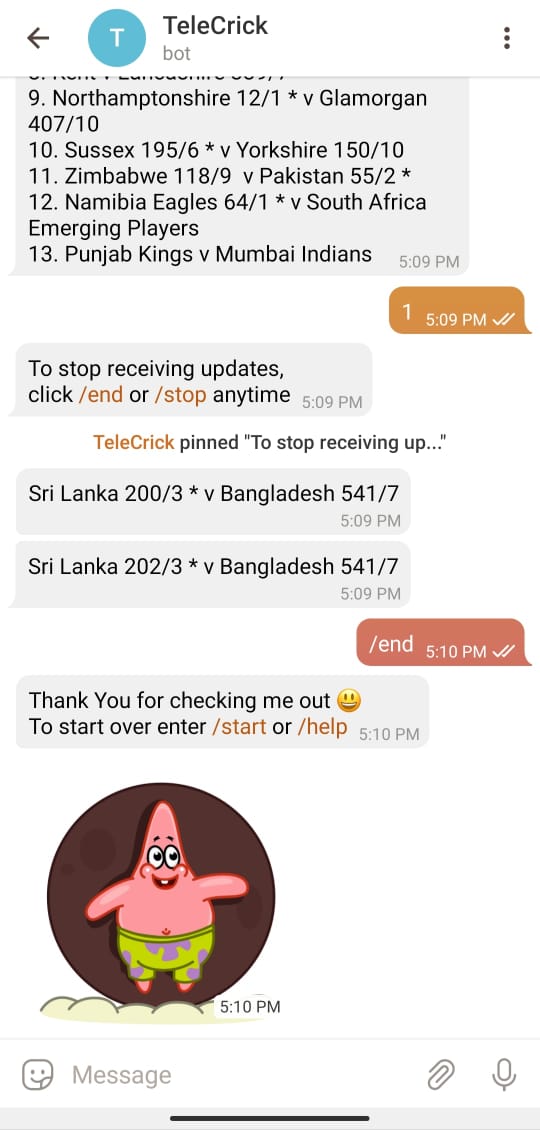 TeleCrick
T
bot
9. Northamptonshire 12/1 * v Glamorgan
407/10
10. Sussex 195/6 * v Yorkshire 150/10
11. Zimbabwe 118/9  v Pakistan 55/2 *
12. Namibia Eagles 64/1 * v South Africa
Emerging Players
13. Punjab Kings v Mumbai Indians 5:09 PM
1 5:09 PM
To stop receiving updates,
click /end or /stop anytime 5:09 PM
TeleCrick pinned "To stop receiving up..."
Sri Lanka 200/3 * v Bangladesh 541/7
5:09 PM
Sri Lanka 202/3 * v Bangladesh 541/7
5:09 PM
/end 5:10 PM
Thank You for checking me out 😃
To start over enter /start or /help 5:10 PM
5:10 PM
Message